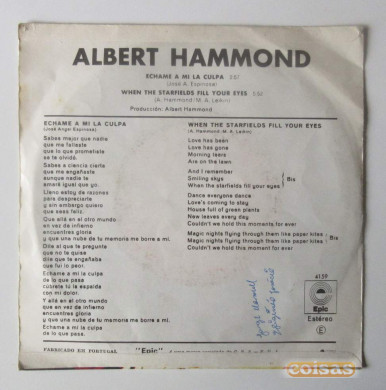 ALBERT HAMMOND
ECHAME A MI LA CULPA
(José A. Espinosa)
WHEN THE STARFIELDS FILL YOUR EYES
(A. Hammond/M. A. Larkin)
Producción: Albert Hammond
ECHAME A MI LA CULPA
(José Angel Espinosa)
Sabes mejor que nadie
que me fallaste
que lo que prometiste
se te olvidó.
Sabes a ciencia cierta
que me engañaste
aunque nadie te
amará igual que yo.
Lleno estoy de razones
para despreciarte
y sin embargo quiero
que seas feliz.
Que allá en el otro mundo
en vez de infierno
encuentres gloria
y que una nube de tu memoria me borre a mí.
Dile al que te pregunte
que no te quise
dile que te engañaba
que fui lo peor.
Echame a mi la culpa
de lo que pasa
cúbrete tú la espalda
con mi dolor.
Y allá en el otro mundo
en vez de infierno
encuentres gloria
y que una nube de tu memoria me borre a mí.
Echame a mi la culpa
de lo que pasa.
WHEN THE STARFIELDS FILL YOUR EYES
(A. Hammond/M. A. Larkin)
Love has been
Love has gone
Morning tears
Are on the lawn
And I remember
Smiling skye
When the starfields fill your eyes
Bis
Dance everyone dance
Love's coming to stay
House full of green plants
New leaves every day
Couldn't we hold this moments for ever
Magic nights flying through them like paper kites
Magic nights flying through them like paper kites
Bis
Couldn't we hold this moments for ever
6159
Epic
Estéreo
E
FABRICADO EN PORTUGAL
"Epic"
coisas